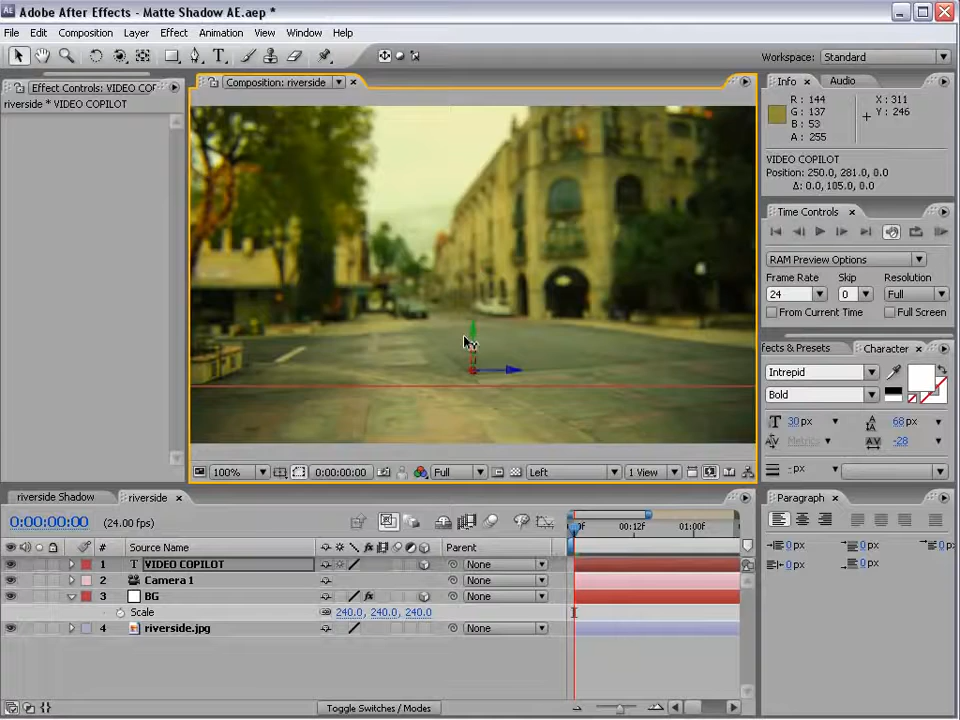 AE Adobe After Effects - Matte Shadow AE.aep *
File Edit Composition Layer Effect Animation View Window Help
Workspace: Standard
Effect Controls: VIDEO COP
riverside * VIDEO COPILOT
Composition: riverside
Info Audio
R : 144
G : 137
B : 53
A : 255
X : 311
Y : 246
VIDEO COPILOT
Position: 250.0, 281.0, 0.0
Δ: 0.0, 105.0, 0.0
Time Controls
RAM Preview Options
Frame Rate Skip Resolution
24 0 Full
From Current Time Full Screen
ffects & Presets Character
Intrepid
Bold
30 px 68 px
Metrics -28
- px
100% 0:00:00:00 Full Left 1 View
riverside Shadow riverside
0:00:00:00 (24.00 fps)
00:12f 01:00f
# Source Name Parent
1 T VIDEO COPILOT None
2 Camera 1 None
3 BG None
Scale 240.0, 240.0, 240.0
4 riverside.jpg None
Toggle Switches / Modes
Paragraph
0 px 0 px 0 p
0 px 0 px